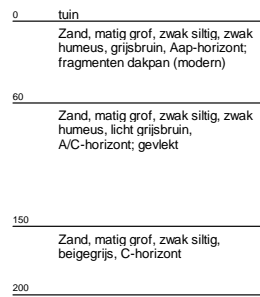 0 tuin
Zand, matig grof, zwak siltig, zwak
humeus, grijsbruin, Aap-horizont;
fragmenten dakpan (modern)
60
Zand, matig grof, zwak siltig, zwak
humeus, licht grijsbruin,
A/C-horizont; gevlekt
150
Zand, matig grof, zwak siltig,
beigegrijs, C-horizont
200